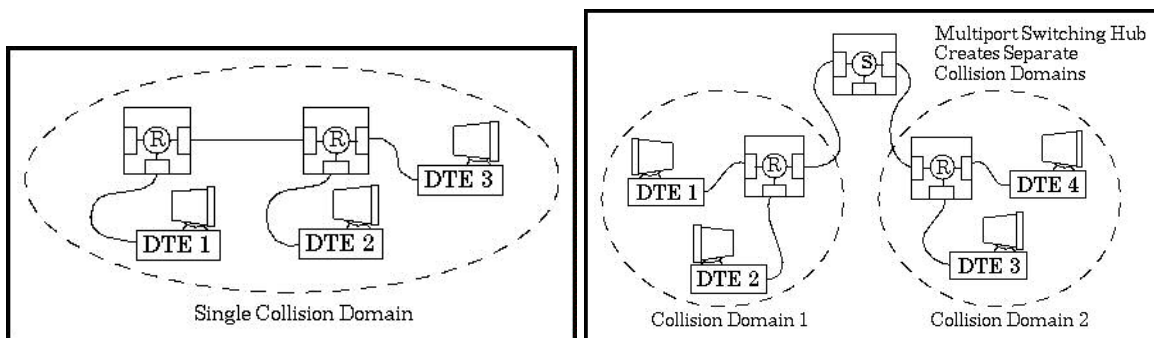 R
R
DTE 3
DTE 1
DTE 2
Single Collision Domain
Multiport Switching Hub
Creates Separate
Collision Domains
S
R
R
DTE 1
DTE 4
DTE 2
DTE 3
Collision Domain 1
Collision Domain 2